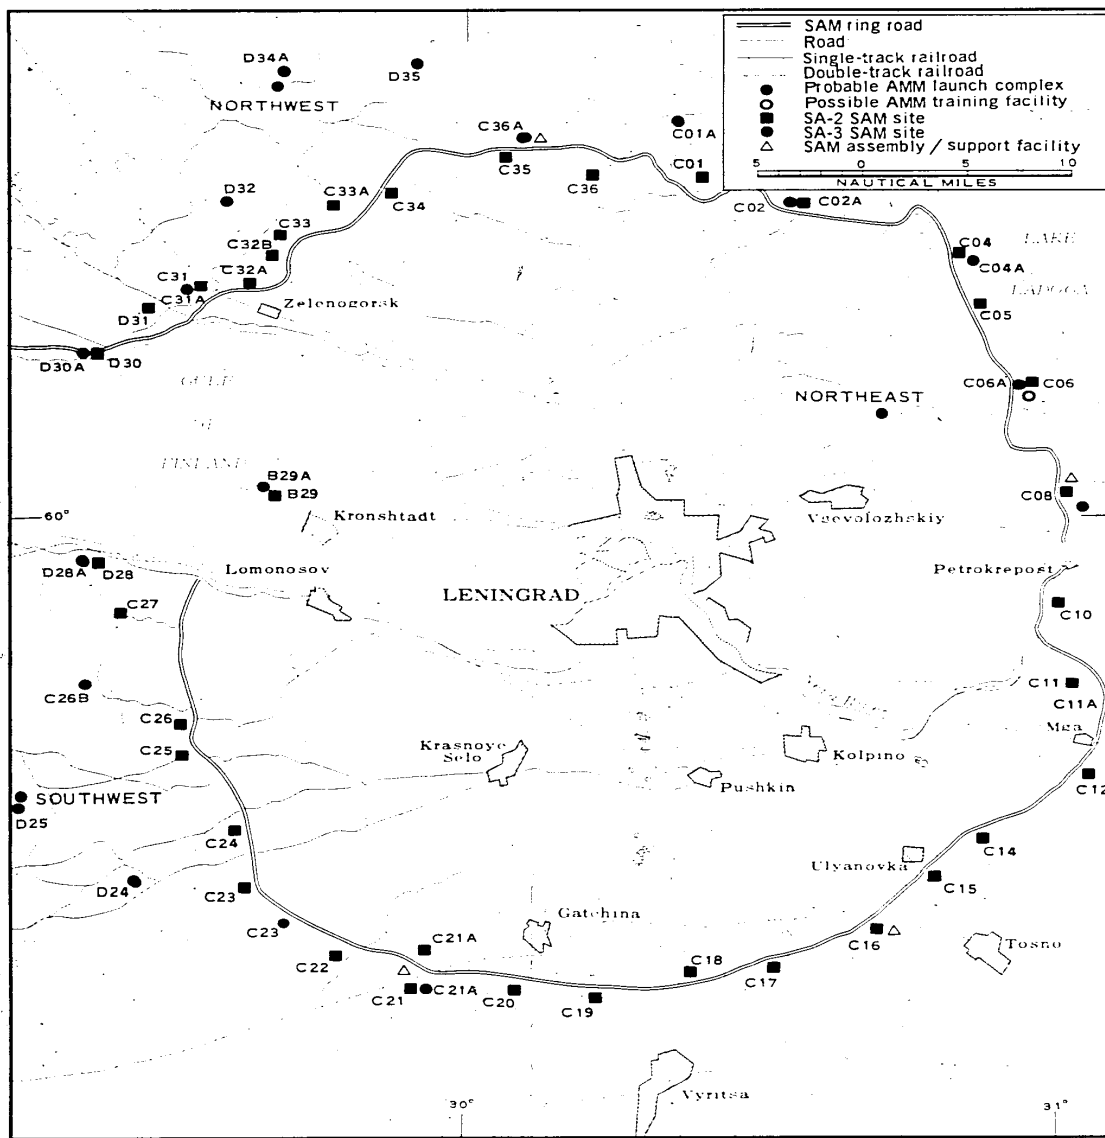 SAM ring road
Road
Single-track railroad
Double-track railroad
Probable AMM launch complex
Possible AMM training facility
SA-2 SAM site
SA-3 SAM site
SAM assembly / support facility
5 0 5 10
NAUTICAL MILES
D34A
D35
NORTHWEST
C36A
C01A
C35
C36
C01
D32
C33A
C34
C02
C02A
C33
C32B
C04
LAKE
C04A
C31
C32A
C31A
LADOGA
C05
D31
Zelenogorsk
D30A
D30
GULF
C06A
C06
NORTHEAST
FINLAND
B29A
B29
C08
60°
Kronshtadt
Vsevolozhskiy
D28A
D28
Lomonosov
Petrokrepost
LENINGRAD
C27
C10
C26B
C11
C11A
C26
Mga
C25
Krasnoye
Selo
Kolpino
Pushkin
C12
SOUTHWEST
D25
C24
C14
Ulyanovka
D24
C23
C15
C23
Gatchina
C21A
C16
Tosno
C22
C18
C17
C21
C21A
C20
C19
Vyritsa
30°
31°